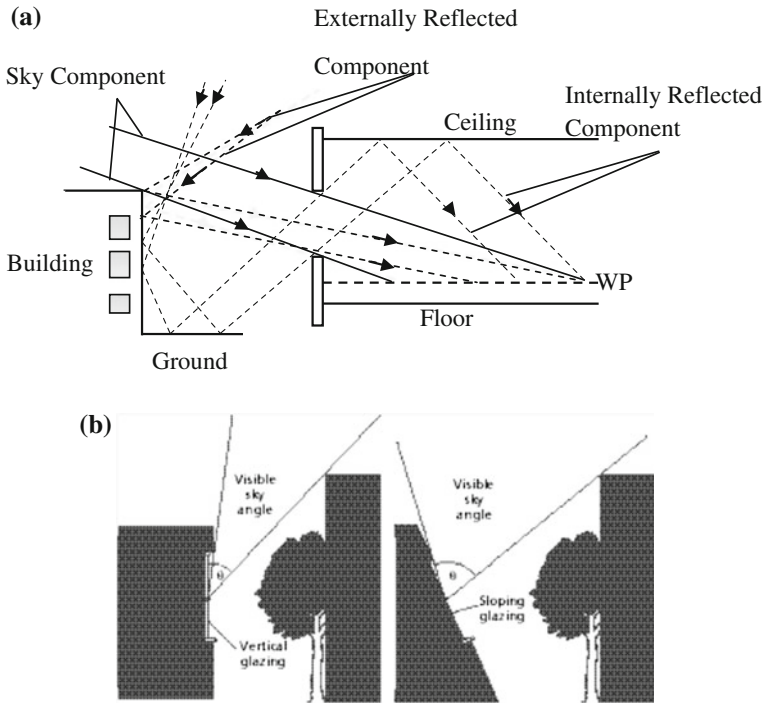 (a)
Externally Reflected
Component
Sky Component
Internally Reflected
Component
Ceiling
Building
WP
Floor
Ground
(b)
Visible
sky
angle
θ
Vertical
glazing
Visible
sky
angle
θ
Sloping
glazing